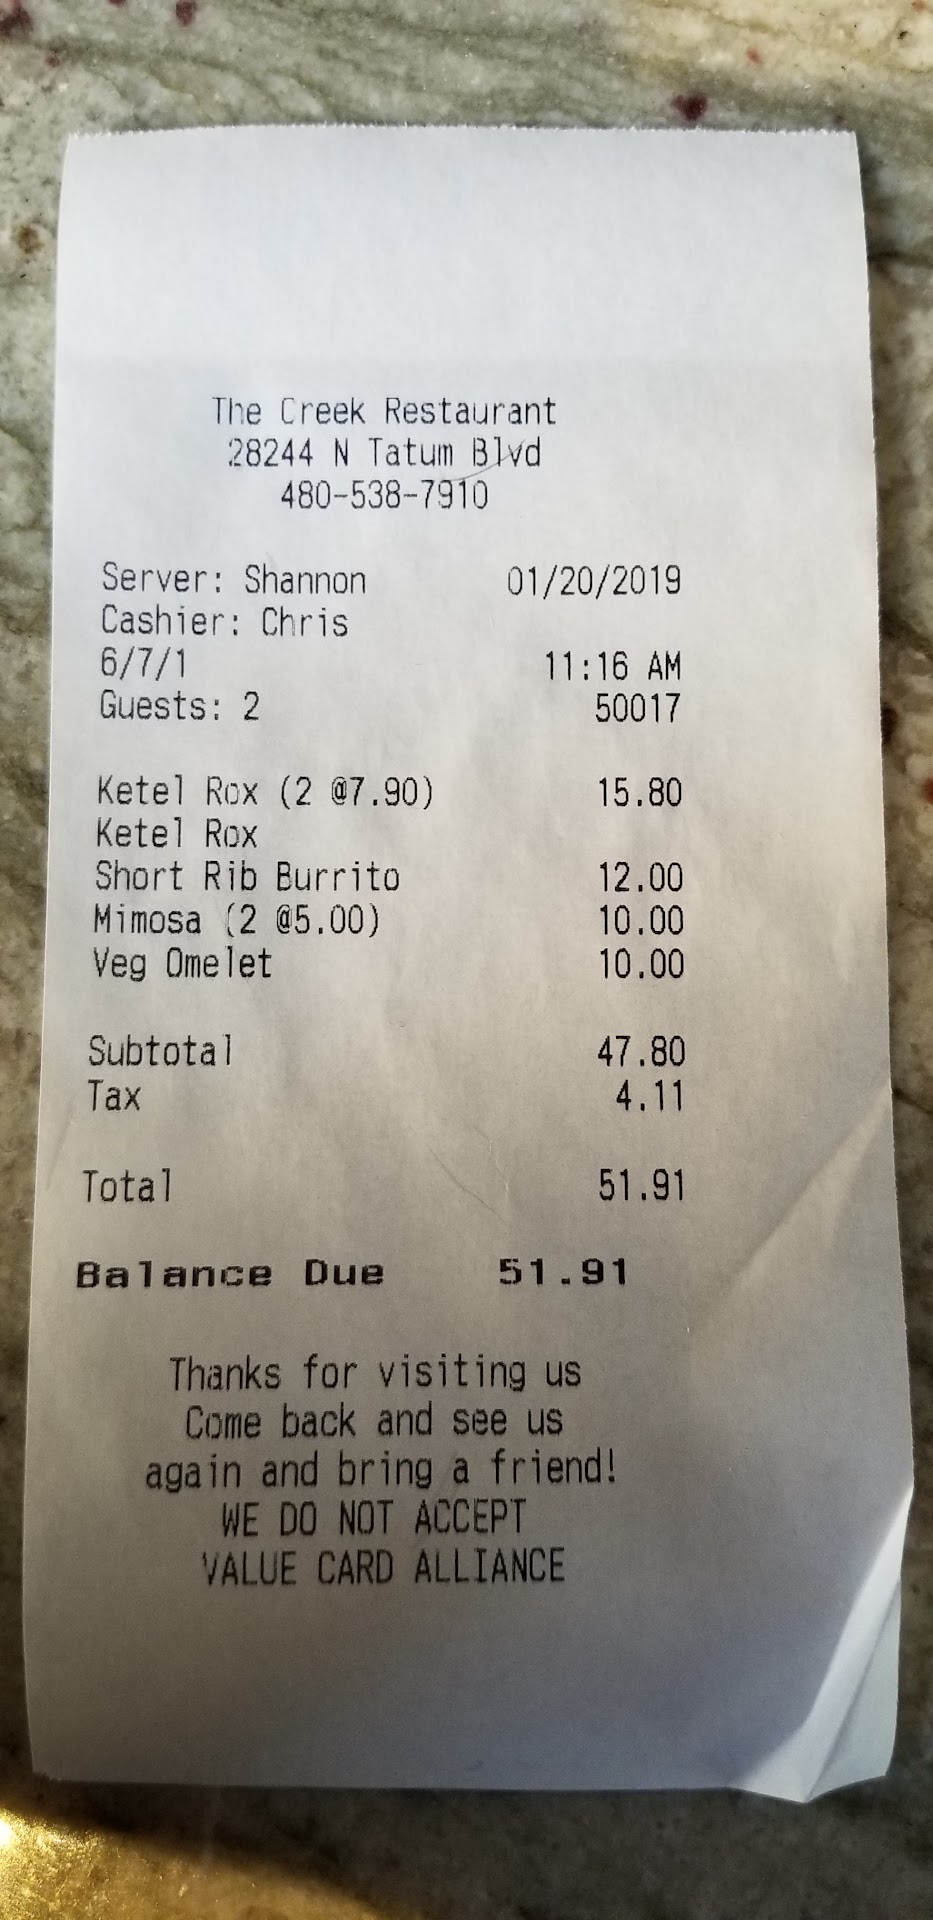 The Creek Restaurant
28244 N Tatum Blvd
480-538-7910
Server: Shannon 01/20/2019
Cashier: Chris
6/7/1 11:16 AM
Guests: 2 50017
Ketel Rox (2 @7.90) 15.80
Ketel Rox
Short Rib Burrito 12.00
Mimosa (2 @5.00) 10.00
Veg Omelet 10.00
Subtotal 47.80
Tax 4.11
Total 51.91
Balance Due 51.91
Thanks for visiting us
Come back and see us
again and bring a friend!
WE DO NOT ACCEPT
VALUE CARD ALLIANCE